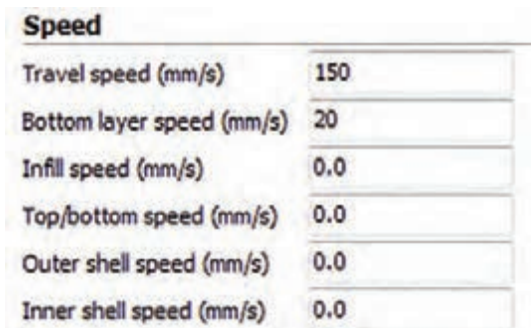 Speed
Travel speed (mm/s) 150
Bottom layer speed (mm/s) 20
Infill speed (mm/s) 0.0
Top/bottom speed (mm/s) 0.0
Outer shell speed (mm/s) 0.0
Inner shell speed (mm/s) 0.0